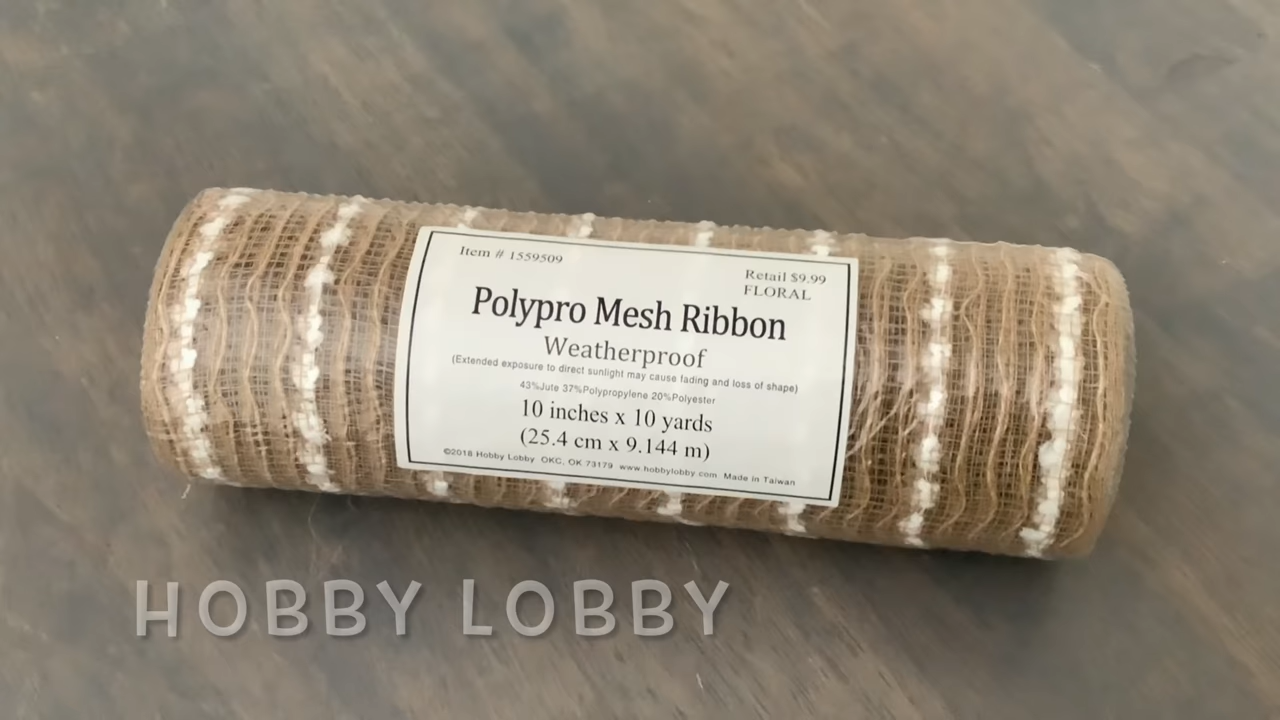 Item # 1559509
Retail $9.99
FLORAL
Polypro Mesh Ribbon
Weatherproof
(Extended exposure to direct sunlight may cause fading and loss of shape)
43%Jute 37%Polypropylene 20%Polyester
10 inches x 10 yards
(25.4 cm x 9.144 m)
©2018 Hobby Lobby OKC, OK 73179 www.hobbylobby.com Made in Taiwan
HOBBY LOBBY